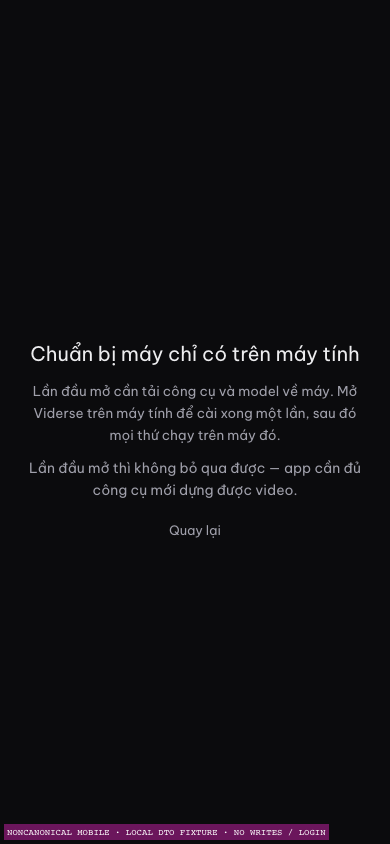 Chuẩn bị máy chỉ có trên máy tính
Lần đầu mở cần tải công cụ và model về máy. Mở
Viderse trên máy tính để cài xong một lần, sau đó
mọi thứ chạy trên máy đó.
Lần đầu mở thì không bỏ qua được — app cần đủ
công cụ mới dựng được video.
Quay lại
NONCANONICAL MOBILE · LOCAL DTO FIXTURE · NO WRITES / LOGIN